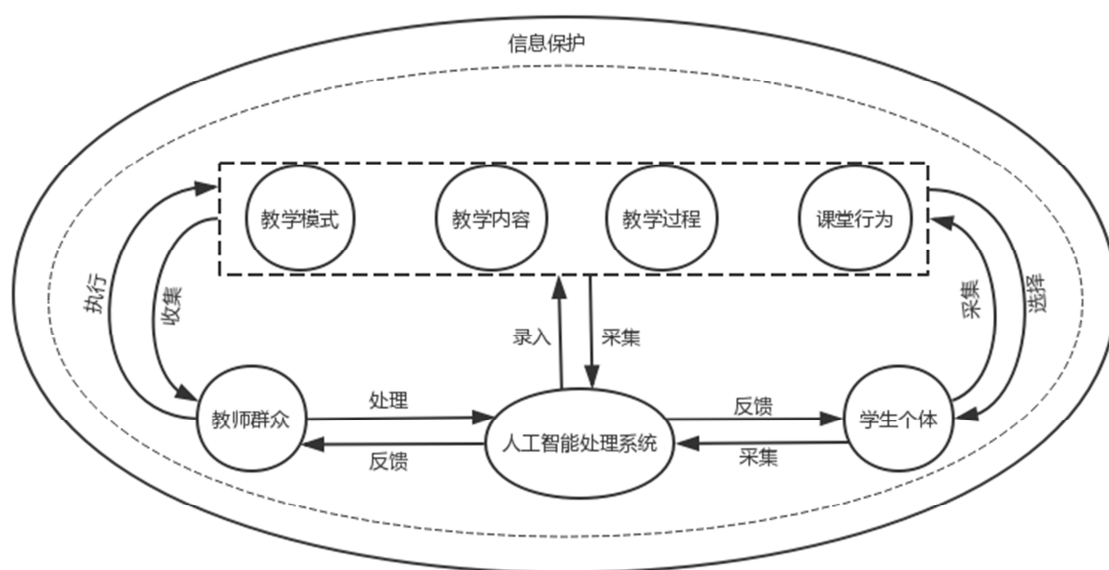 信息保护
教学模式
教学内容
教学过程
课堂行为
执行
收集
录入
采集
采集
选择
教师群众
处理
反馈
人工智能处理系统
反馈
采集
学生个体